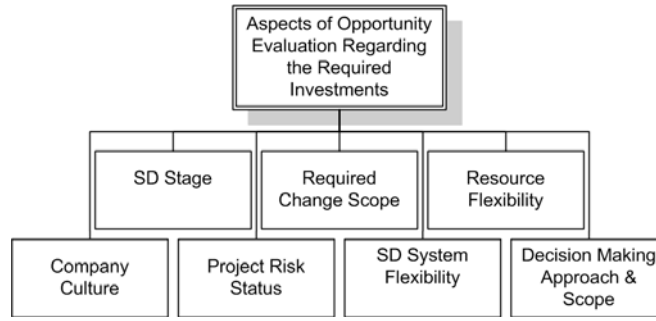 Aspects of Opportunity
Evaluation Regarding
the Required
Investments
SD Stage
Required
Change Scope
Resource
Flexibility
Company
Culture
Project Risk
Status
SD System
Flexibility
Decision Making
Approach &
Scope